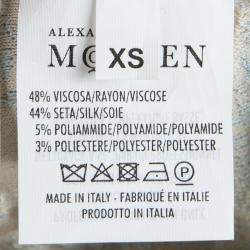 ALEXA
M EN
XS
48% VISCOSA/RAYON/VISCOSE
44% SETA/SILK/SOIE
5% POLIAMMIDE/POLYAMIDE/POLYAMIDE
3% POLIESTERE/POLYESTER/POLYESTER
MADE IN ITALY - FABRIQUÉ EN ITALIE
PRODOTTO IN ITALIA